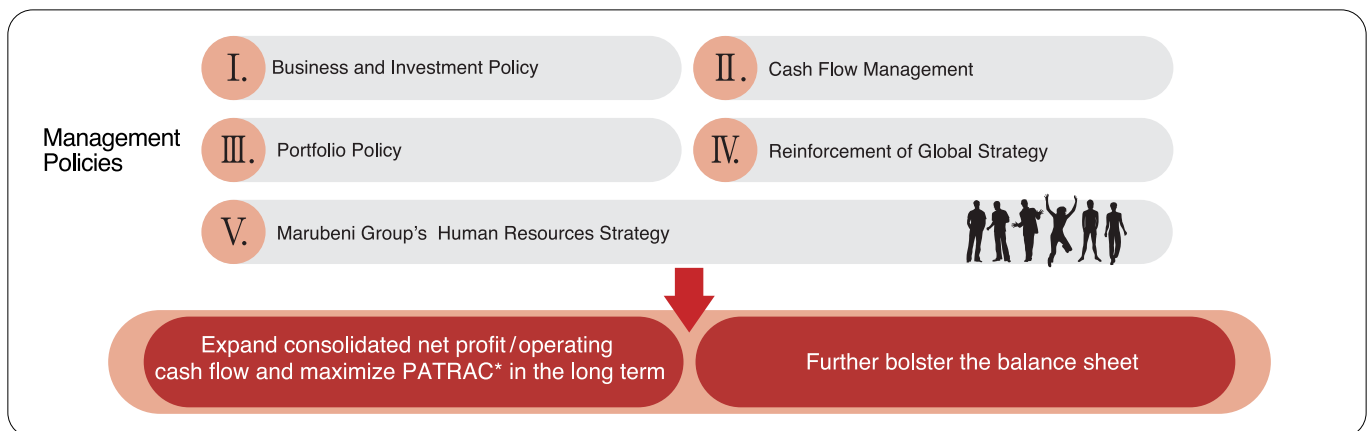 Ⅰ. Business and Investment Policy
Ⅱ. Cash Flow Management
Management
Policies
Ⅲ. Portfolio Policy
Ⅳ. Reinforcement of Global Strategy
Ⅴ. Marubeni Group's Human Resources Strategy
Expand consolidated net profit/operating
cash flow and maximize PATRAC* in the long term
Further bolster the balance sheet